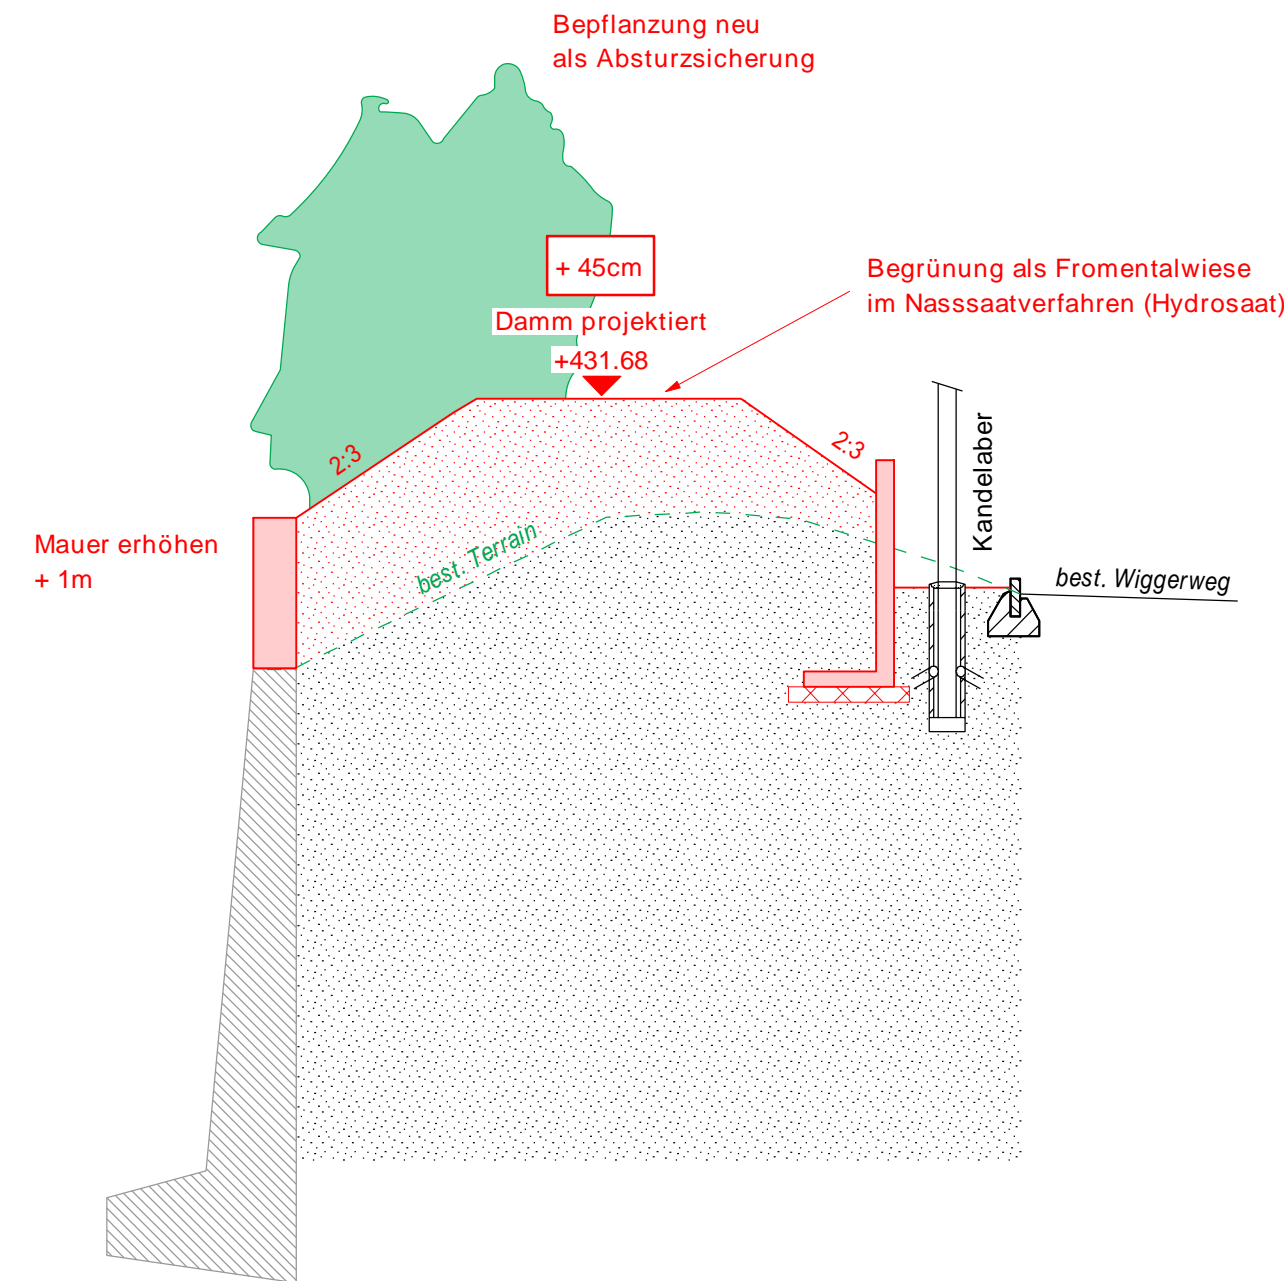 Bepflanzung neu
als Absturzsicherung
+ 45cm
Begrünung als Fromentalwiese
im Nasssaatverfahren (Hydrosaat)
Damm projektiert
+431.68
2:3
2:3
Kandelaber
Mauer erhöhen
+ 1m
best. Terrain
best. Wiggerweg